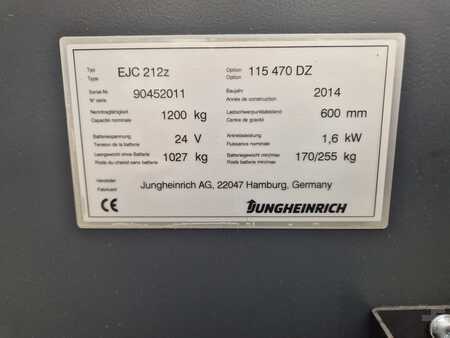 Typ EJC 212z Option 115 470 DZ
Type Option
Serial-Nr. 90452011 Baujahr 2014
N° série Année de construction
Nenntragfähigkeit 1200 kg Lastschwerpunktabstand 600 mm
Capacité nominale Centre de gravité
Batteriespannung 24 V Antriebsleistung 1,6 kW
Tension de la batterie Puissance nominale
Leergewicht ohne Batterie 1027 kg Batteriegewicht min/max 170/255 kg
Poids du chariot sans batterie Poids batterie min/max
Hersteller Jungheinrich AG, 22047 Hamburg, Germany
Fabricant
CE JUNGHEINRICH